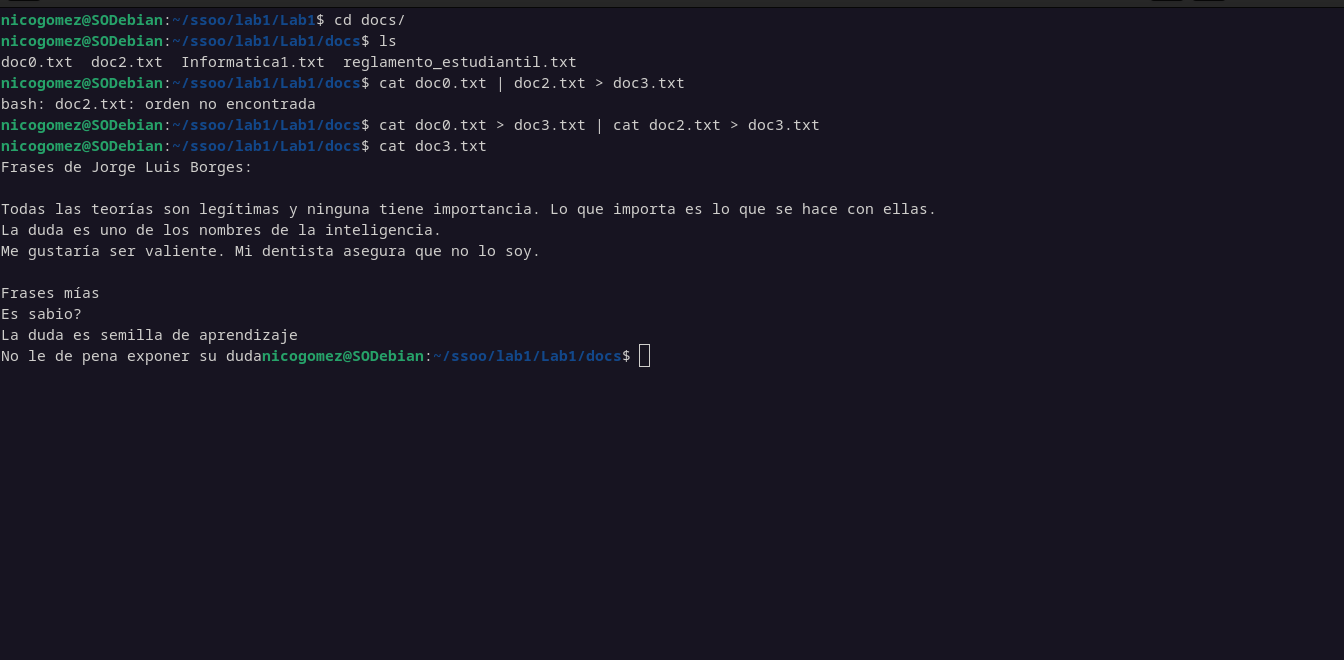 nicogomez@SODebian:~/ssoo/lab1/Lab1$ cd docs/
nicogomez@SODebian:~/ssoo/lab1/Lab1/docs$ ls
doc0.txt  doc2.txt  Informatica1.txt  reglamento_estudiantil.txt
nicogomez@SODebian:~/ssoo/lab1/Lab1/docs$ cat doc0.txt | doc2.txt > doc3.txt
bash: doc2.txt: orden no encontrada
nicogomez@SODebian:~/ssoo/lab1/Lab1/docs$ cat doc0.txt > doc3.txt | cat doc2.txt > doc3.txt
nicogomez@SODebian:~/ssoo/lab1/Lab1/docs$ cat doc3.txt
Frases de Jorge Luis Borges:

Todas las teorías son legítimas y ninguna tiene importancia. Lo que importa es lo que se hace con ellas.
La duda es uno de los nombres de la inteligencia.
Me gustaría ser valiente. Mi dentista asegura que no lo soy.

Frases mías
Es sabio?
La duda es semilla de aprendizaje
No le de pena exponer su dudanicogomez@SODebian:~/ssoo/lab1/Lab1/docs$